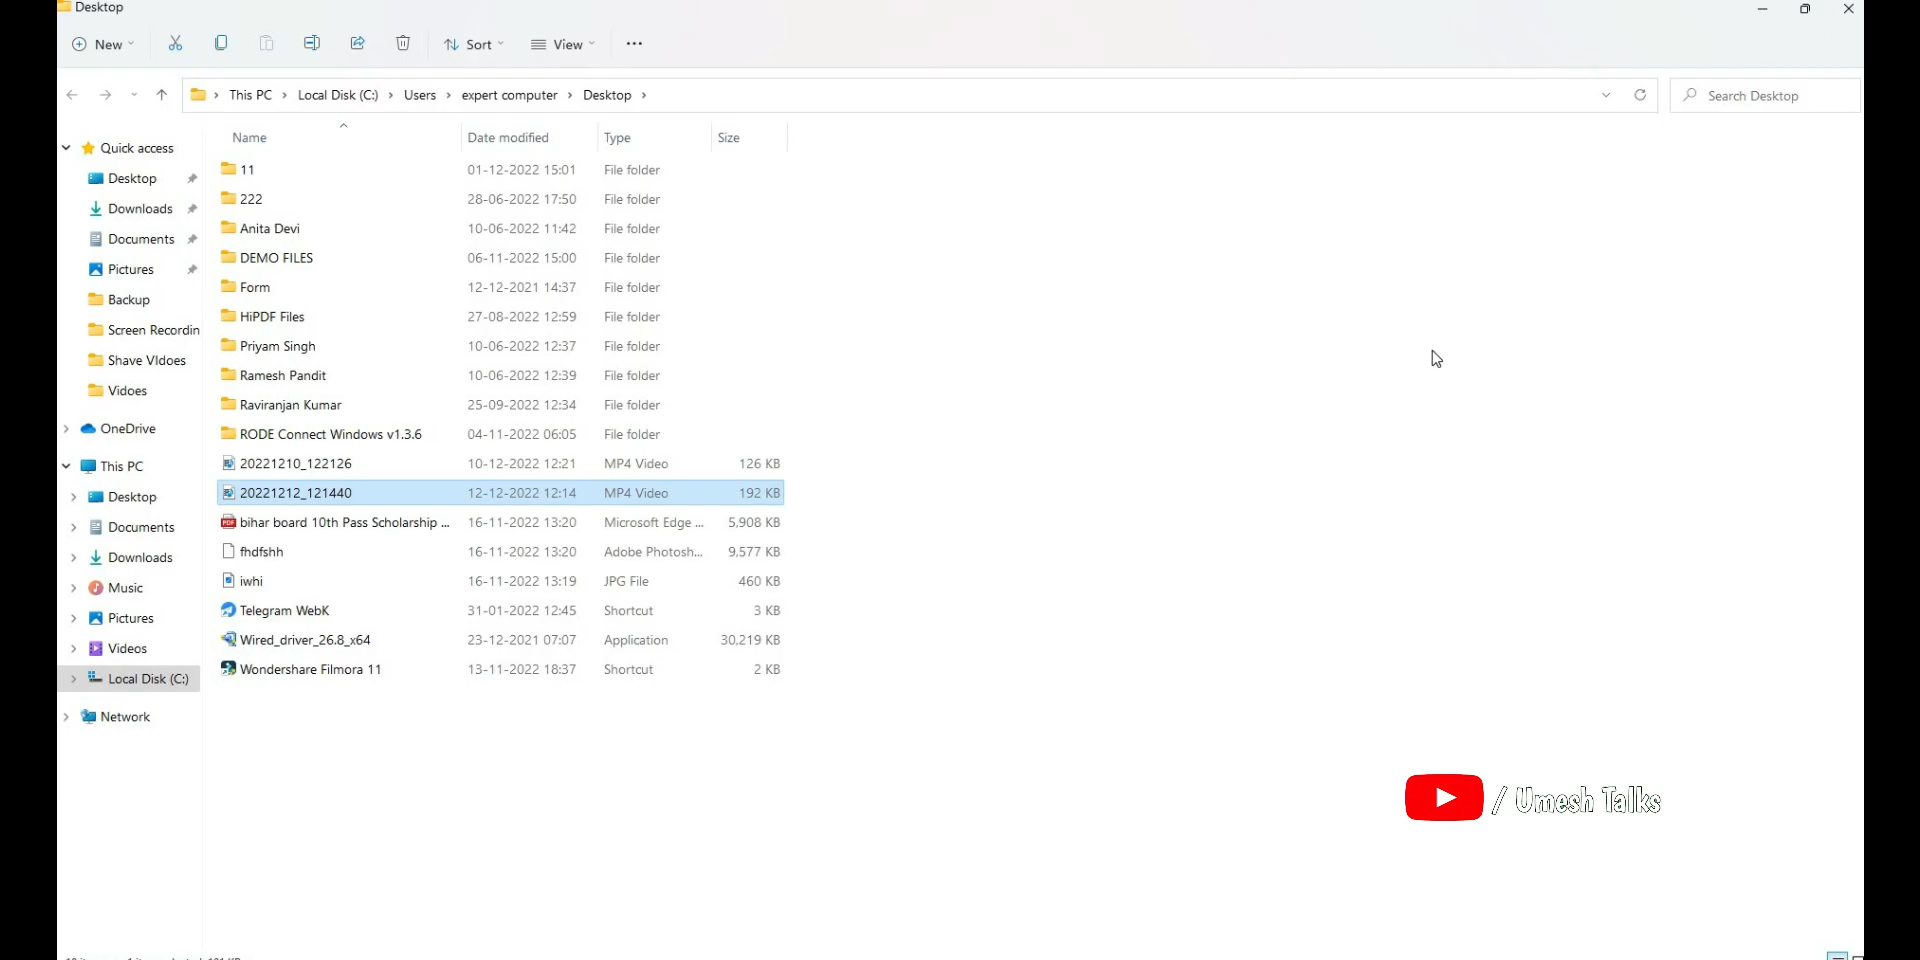 Desktop
New
Sort
View
This PC > Local Disk (C:) > Users > expert computer > Desktop >
Search Desktop
Name Date modified Type Size
Quick access
Desktop
Downloads
Documents
Pictures
Backup
Screen Recordin
Shave VIdoes
Vidoes
OneDrive
This PC
Desktop
Documents
Downloads
Music
Pictures
Videos
Local Disk (C:)
Network
11 01-12-2022 15:01 File folder
222 28-06-2022 17:50 File folder
Anita Devi 10-06-2022 11:42 File folder
DEMO FILES 06-11-2022 15:00 File folder
Form 12-12-2021 14:37 File folder
HiPDF Files 27-08-2022 12:59 File folder
Priyam Singh 10-06-2022 12:37 File folder
Ramesh Pandit 10-06-2022 12:39 File folder
Raviranjan Kumar 25-09-2022 12:34 File folder
RODE Connect Windows v1.3.6 04-11-2022 06:05 File folder
20221210_122126 10-12-2022 12:21 MP4 Video 126 KB
20221212_121440 12-12-2022 12:14 MP4 Video 192 KB
bihar board 10th Pass Scholarship ... 16-11-2022 13:20 Microsoft Edge ... 5,908 KB
fhdfshh 16-11-2022 13:20 Adobe Photosh... 9,577 KB
iwhi 16-11-2022 13:19 JPG File 460 KB
Telegram WebK 31-01-2022 12:45 Shortcut 3 KB
Wired_driver_26.8_x64 23-12-2021 07:07 Application 30,219 KB
Wondershare Filmora 11 13-11-2022 18:37 Shortcut 2 KB
/ Umesh Talks